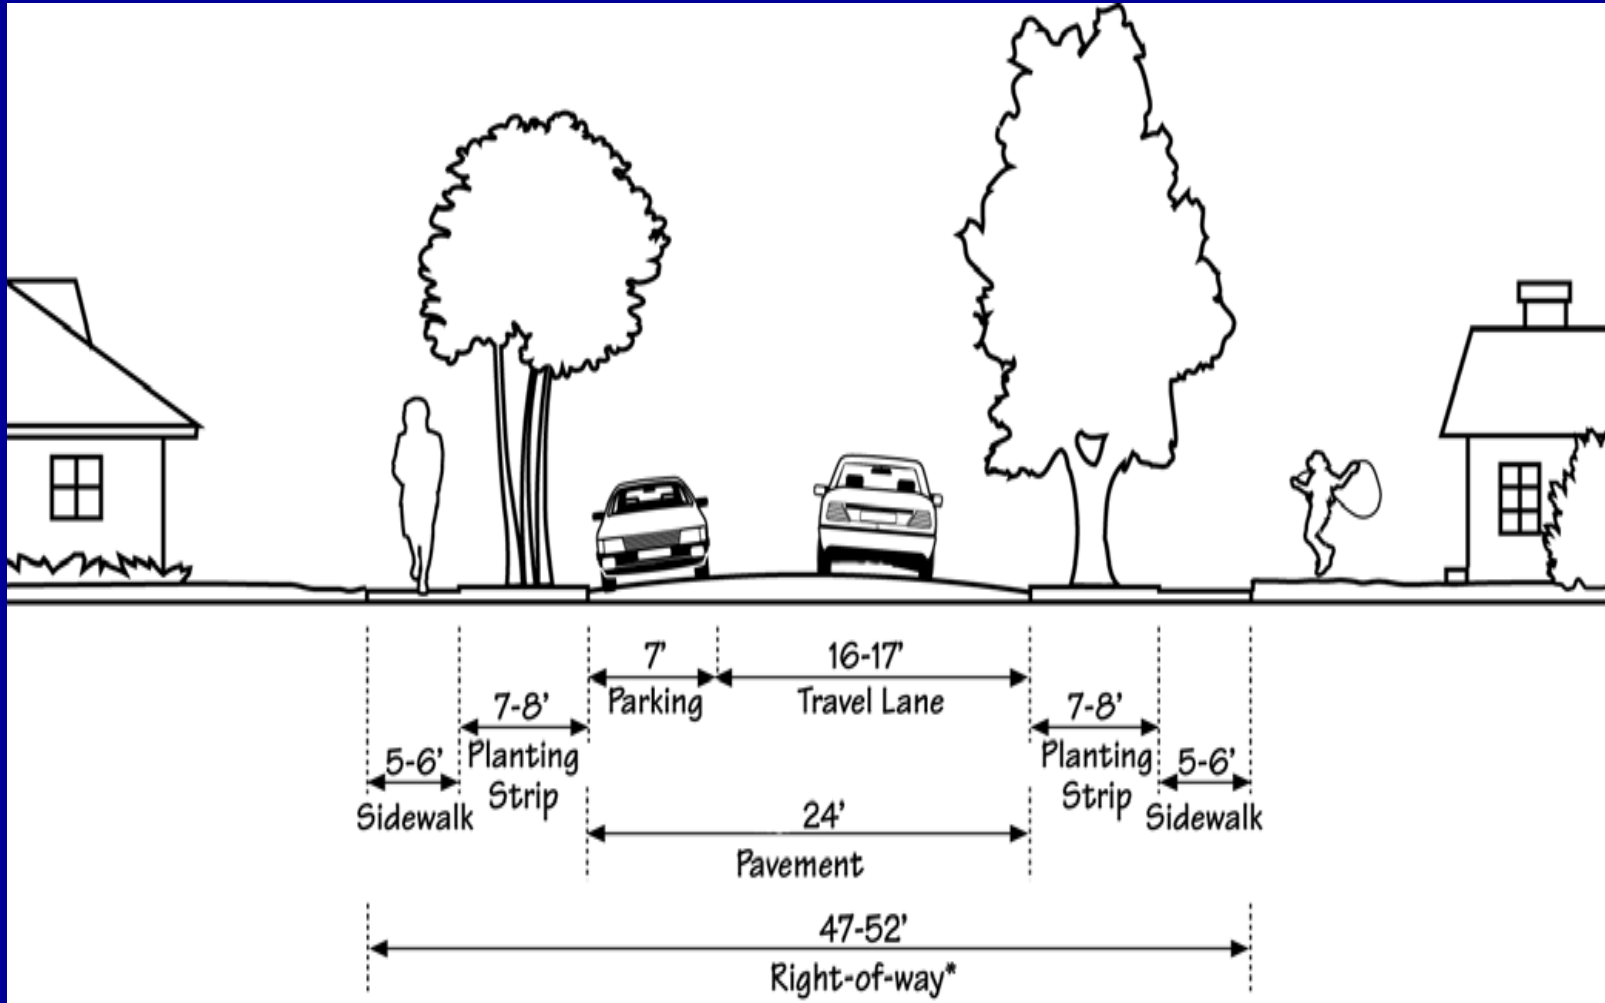 7’
Parking
16-17’
Travel Lane
7-8’
Planting
Strip
7-8’
Planting
Strip
5-6’
Sidewalk
5-6’
Sidewalk
24’
Pavement
47-52’
Right-of-way*